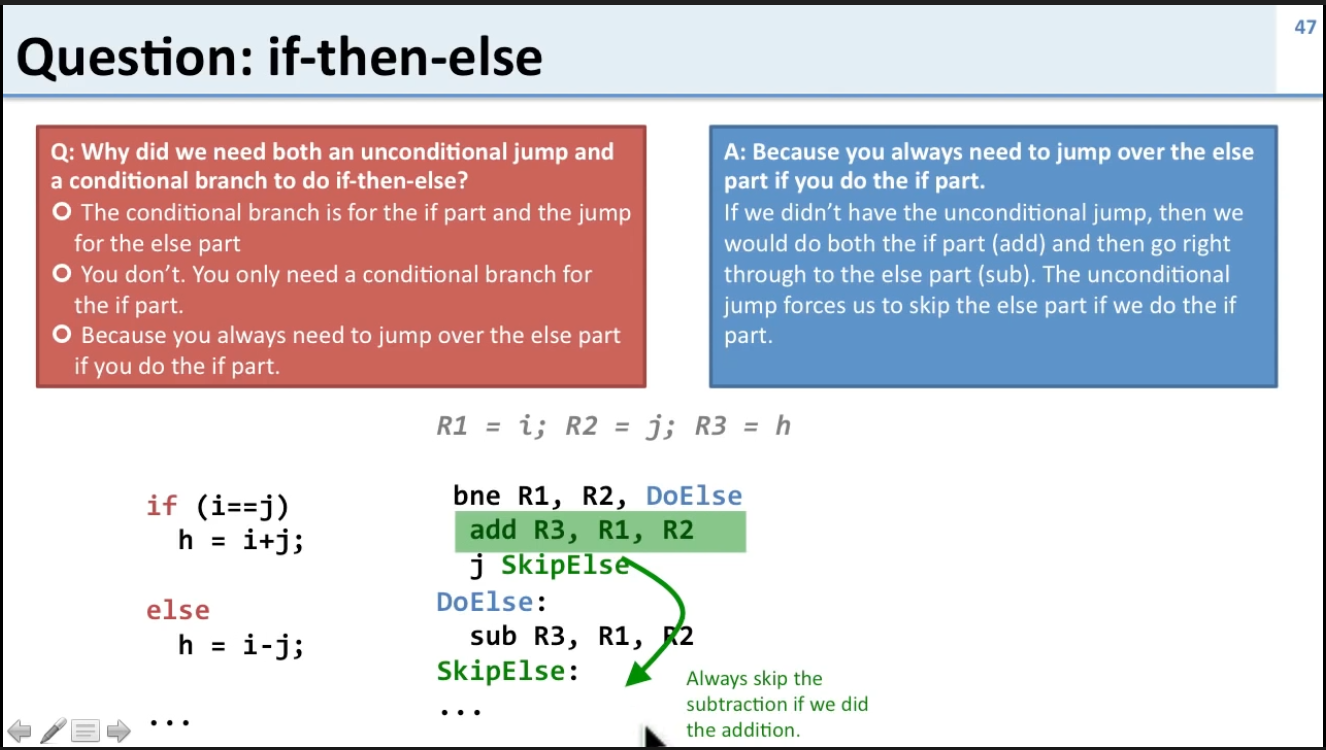 47
Question: if-then-else
Q: Why did we need both an unconditional jump and
a conditional branch to do if-then-else?
The conditional branch is for the if part and the jump
for the else part
You don’t. You only need a conditional branch for
the if part.
Because you always need to jump over the else part
if you do the if part.
A: Because you always need to jump over the else
part if you do the if part.
If we didn’t have the unconditional jump, then we
would do both the if part (add) and then go right
through to the else part (sub). The unconditional
jump forces us to skip the else part if we do the if
part.
R1 = i; R2 = j; R3 = h
if (i==j)
h = i+j;
else
h = i-j;
...
bne R1, R2, DoElse
add R3, R1, R2
j SkipElse
DoElse:
sub R3, R1, R2
SkipElse:
...
Always skip the
subtraction if we did
the addition.